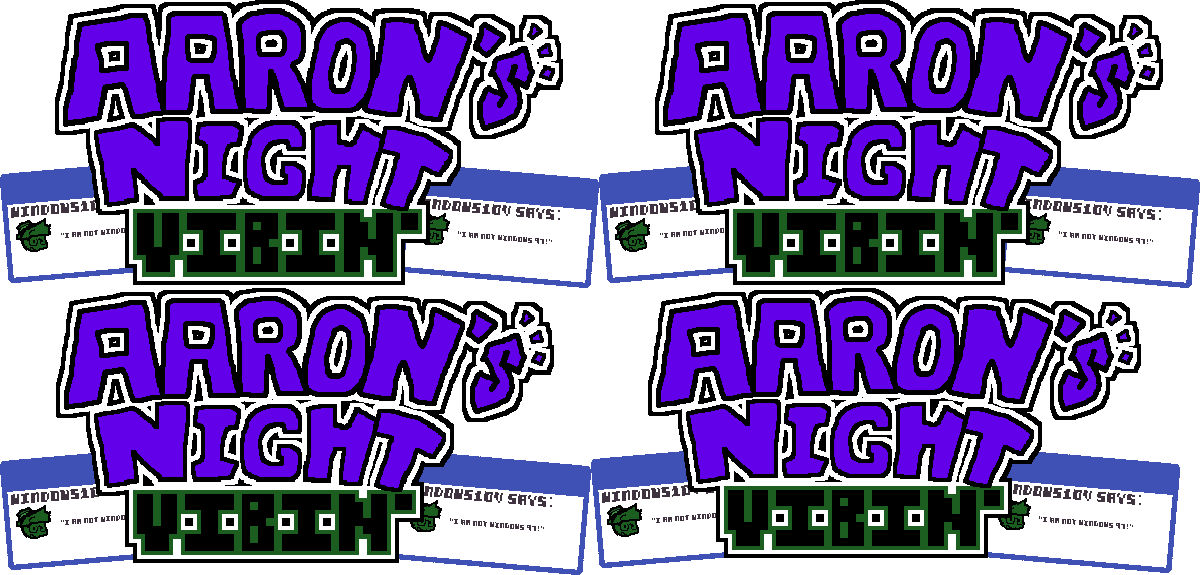 AARON'S AARON'S
NIGHT NIGHT
WINDOWS10 INDOWS10V SAYS: WINDOWS10 INDOWS10V SAYS:
"I AM NOT WINDO "I AM NOT WINDOWS 97!" "I AM NOT WINDO "I AM NOT WINDOWS 97!"
VIBIN' VIBIN'
AARON'S AARON'S
NIGHT NIGHT
WINDOWS10 NDOWS10V SAYS: WINDOWS10 NDOWS10V SAYS:
"I AM NOT WINDO "I AM NOT WINDOWS 97!" "I AM NOT WINDO "I AM NOT WINDOWS 97!"
VIBIN' VIBIN'